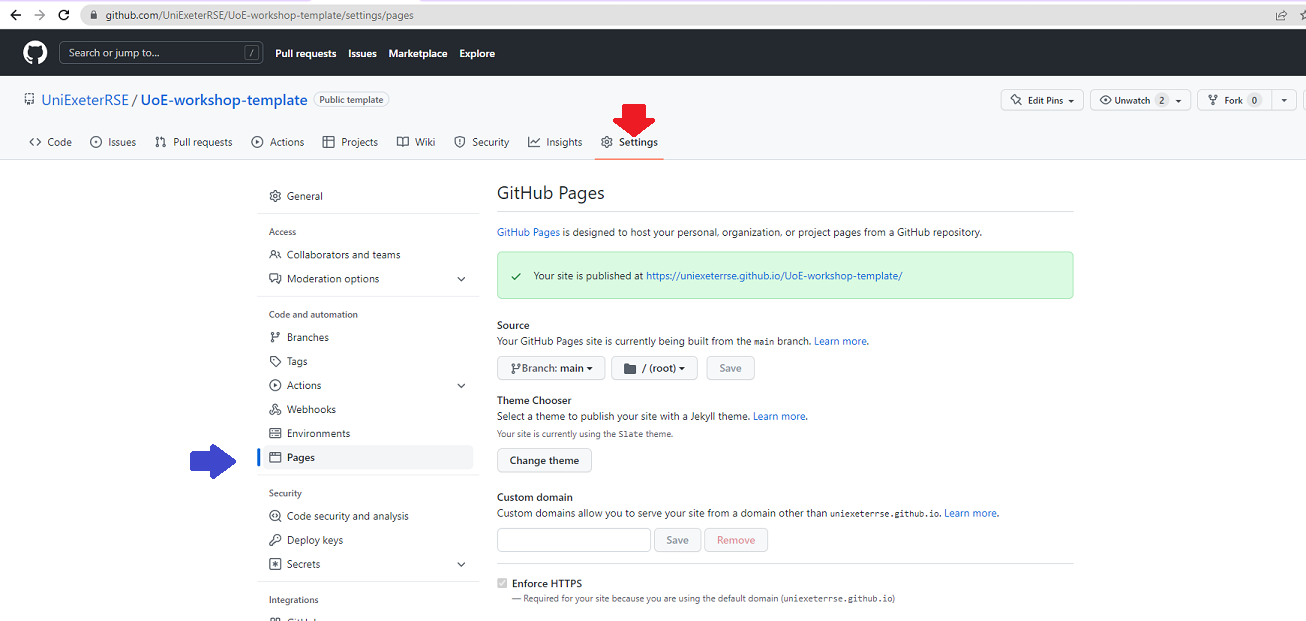 github.com/UniExeterRSE/UoE-workshop-template/settings/pages
Search or jump to... / Pull requests Issues Marketplace Explore
UniExeterRSE / UoE-workshop-template Public template Edit Pins Unwatch 2 Fork 0
Code Issues Pull requests Actions Projects Wiki Security Insights Settings
General
Access
Collaborators and teams
Moderation options
Code and automation
Branches
Tags
Actions
Webhooks
Environments
Pages
Security
Code security and analysis
Deploy keys
Secrets
Integrations
GitHub Pages
GitHub Pages is designed to host your personal, organization, or project pages from a GitHub repository.
Your site is published at https://uniexeterrse.github.io/UoE-workshop-template/
Source
Your GitHub Pages site is currently being built from the main branch. Learn more.
Branch: main / (root) Save
Theme Chooser
Select a theme to publish your site with a Jekyll theme. Learn more.
Your site is currently using the Slate theme.
Change theme
Custom domain
Custom domains allow you to serve your site from a domain other than uniexeterrse.github.io. Learn more.
Save Remove
Enforce HTTPS
— Required for your site because you are using the default domain (uniexeterrse.github.io)